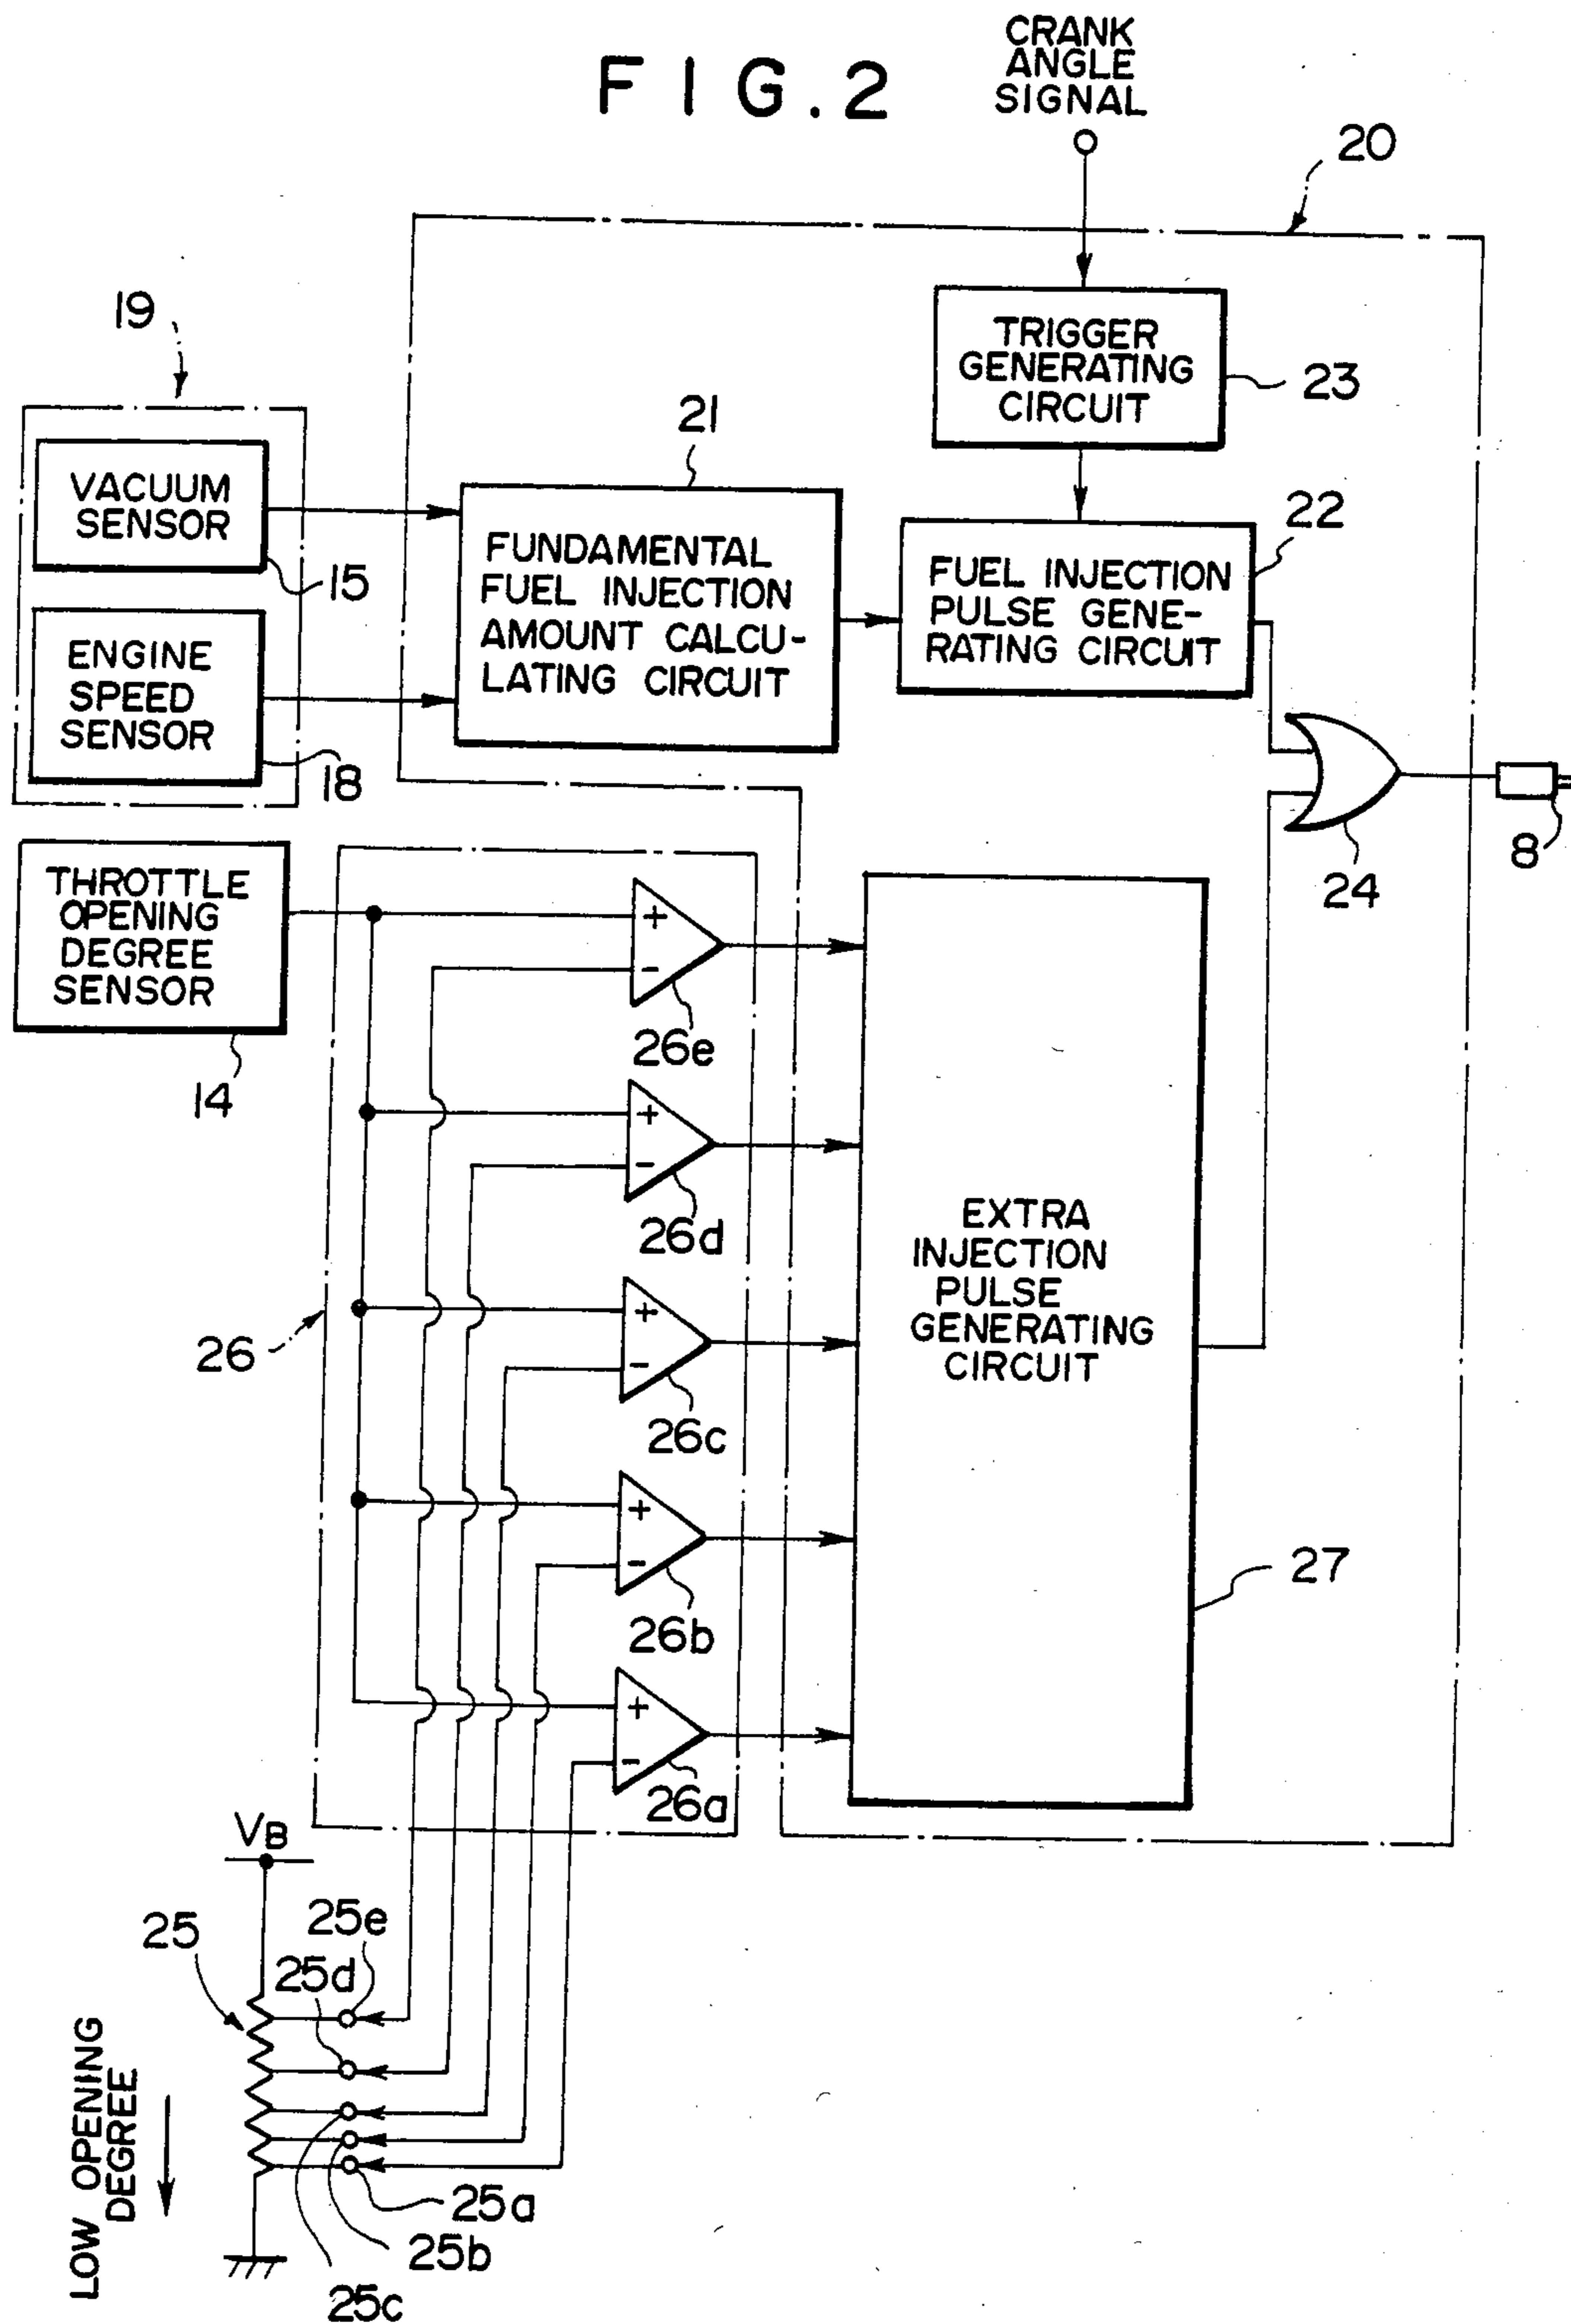 FIG. 2
CRANK
ANGLE
SIGNAL
20
19
TRIGGER
GENERATING
CIRCUIT
23
21
VACUUM
SENSOR
15
FUNDAMENTAL
FUEL INJECTION
AMOUNT CALCU-
LATING CIRCUIT
22
FUEL INJECTION
PULSE GENE-
RATING CIRCUIT
ENGINE
SPEED
SENSOR
18
24
8
THROTTLE
OPENING
DEGREE
SENSOR
14
+
-
26e
+
-
26d
+
-
26c
+
-
26b
+
-
26a
26
EXTRA
INJECTION
PULSE
GENERATING
CIRCUIT
27
VB
25
25e
25d
25a
25b
25c
LOW OPENING
DEGREE